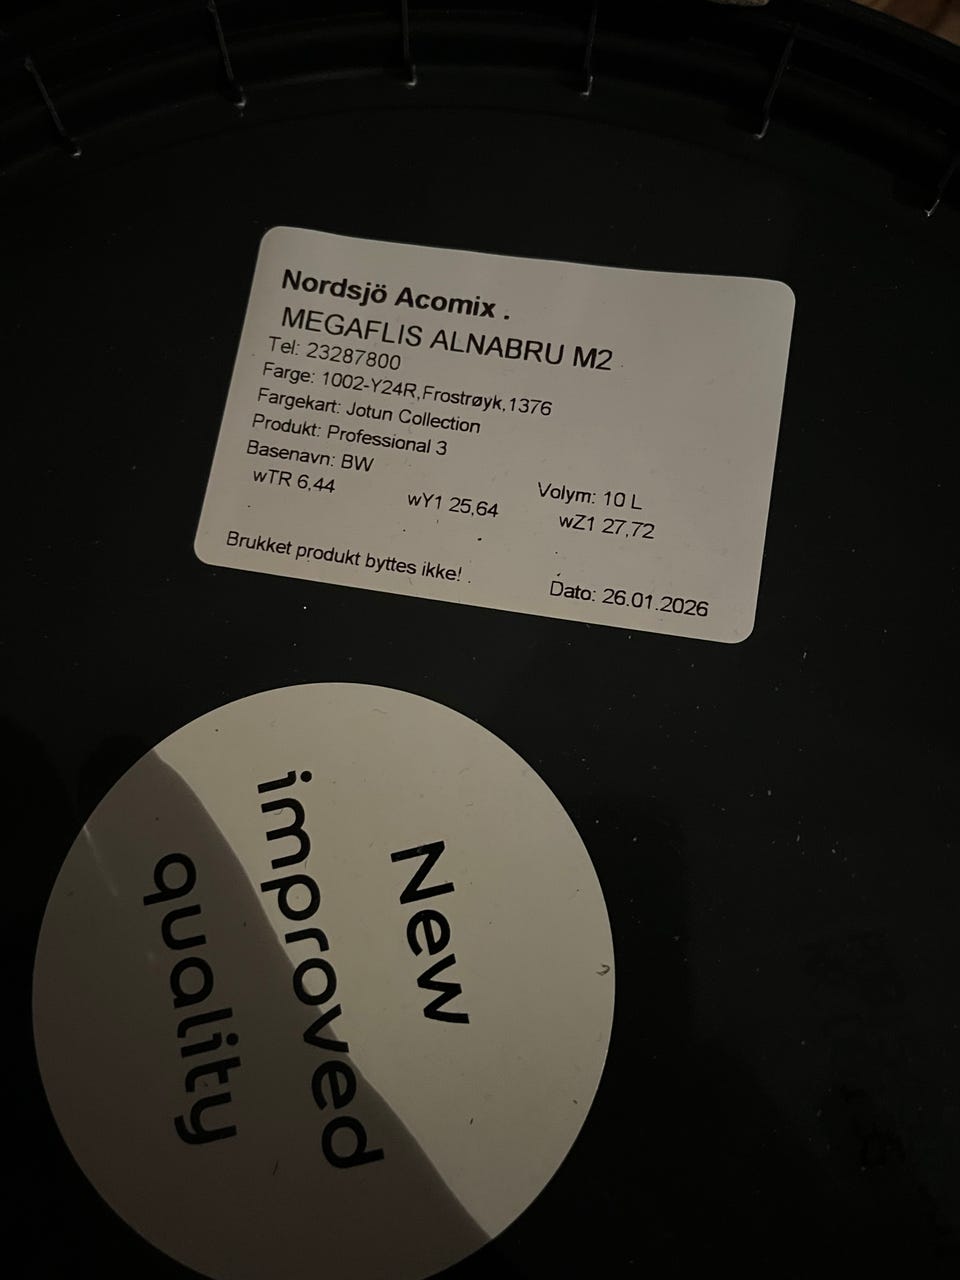 Nordsjö Acomix .
MEGAFLIS ALNABRU M2
Tel: 23287800
Farge: 1002-Y24R,Frostrøyk,1376
Fargekart: Jotun Collection
Produkt: Professional 3
Basenavn: BW Volym: 10 L
wTR 6,44 wY1 25,64 wZ1 27,72
Brukket produkt byttes ikke! Dato: 26.01.2026
New
improved
quality